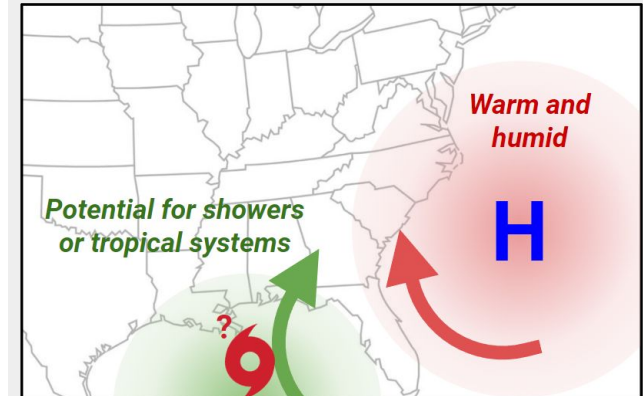 Warm and
humid
H
Potential for showers
or tropical systems
?